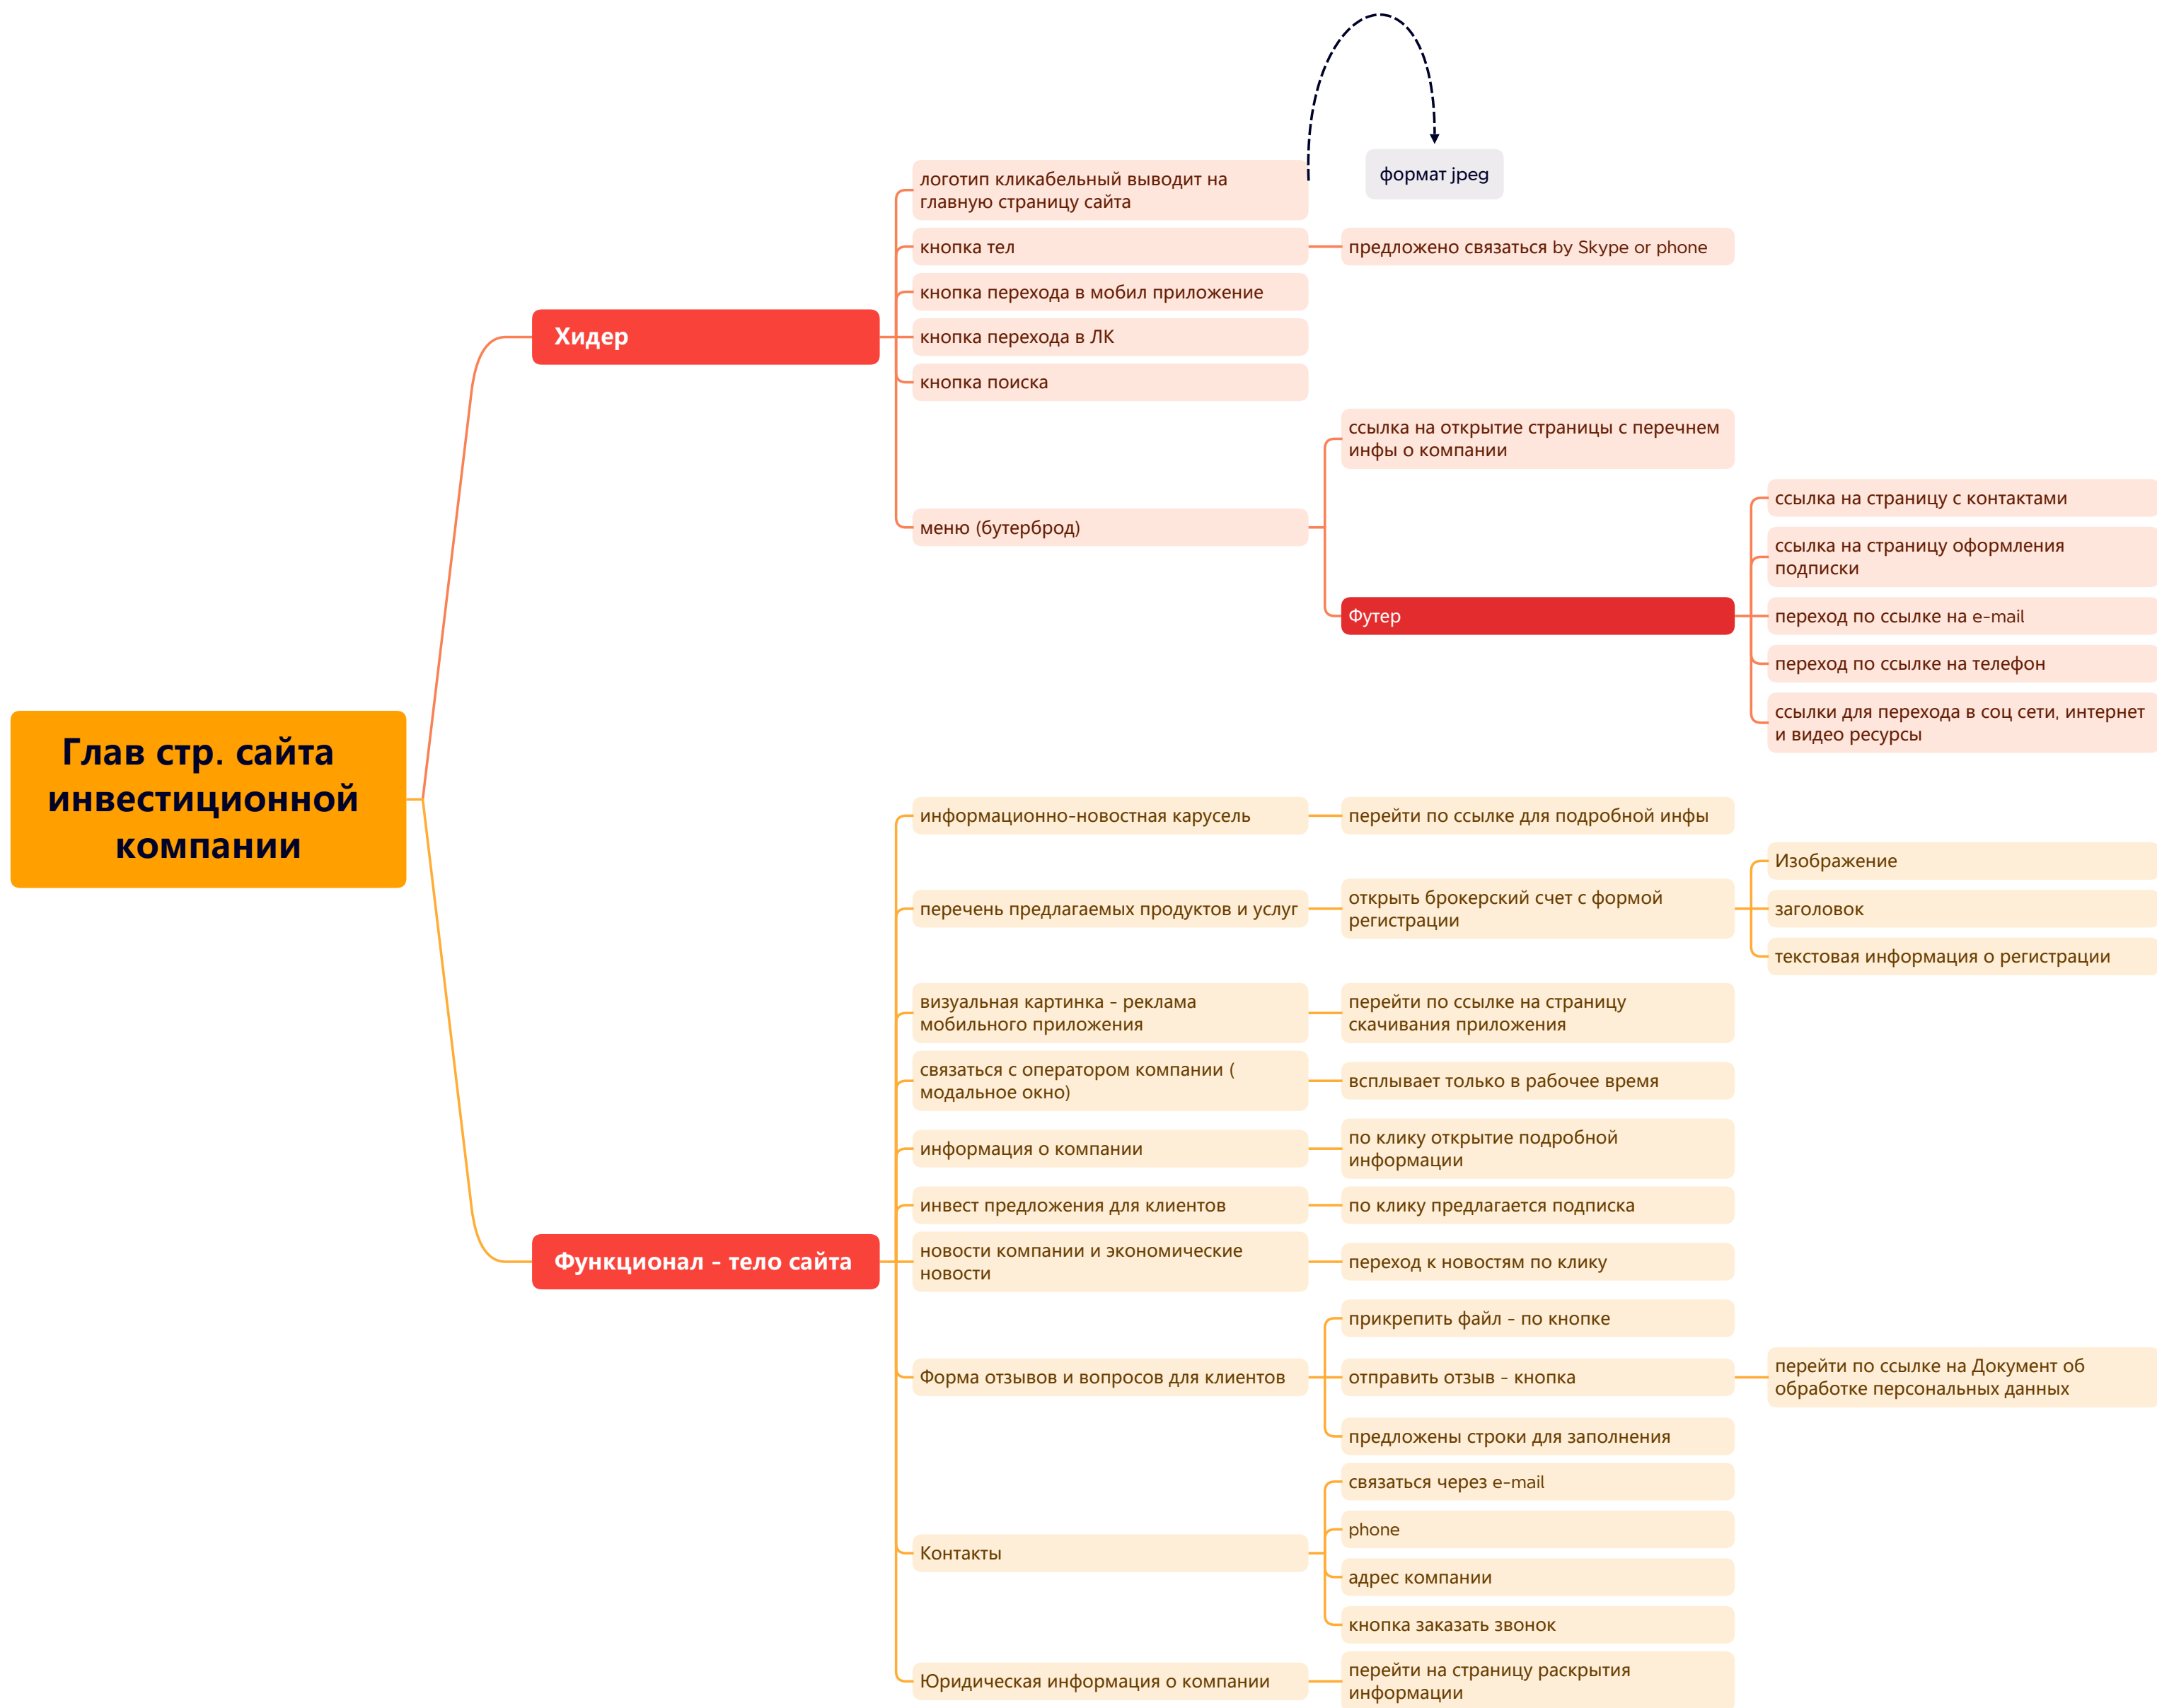 Глав стр. сайта
инвестиционной
компании
Хидер
логотип кликабельный выводит на
главную страницу сайта
формат jpeg
кнопка тел
предложено связаться by Skype or phone
кнопка перехода в мобил приложение
кнопка перехода в ЛК
кнопка поиска
меню (бутерброд)
ссылка на открытие страницы с перечнем
инфы о компании
Футер
ссылка на страницу с контактами
ссылка на страницу оформления
подписки
переход по ссылке на e-mail
переход по ссылке на телефон
ссылки для перехода в соц сети, интернет
и видео ресурсы
Функционал - тело сайта
информационно-новостная карусель
перейти по ссылке для подробной инфы
перечень предлагаемых продуктов и услуг
открыть брокерский счет с формой
регистрации
Изображение
заголовок
текстовая информация о регистрации
визуальная картинка - реклама
мобильного приложения
перейти по ссылке на страницу
скачивания приложения
связаться с оператором компании (
модальное окно)
всплывает только в рабочее время
информация о компании
по клику открытие подробной
информации
инвест предложения для клиентов
по клику предлагается подписка
новости компании и экономические
новости
переход к новостям по клику
Форма отзывов и вопросов для клиентов
прикрепить файл - по кнопке
отправить отзыв - кнопка
перейти по ссылке на Документ об
обработке персональных данных
предложены строки для заполнения
Контакты
связаться через e-mail
phone
адрес компании
кнопка заказать звонок
Юридическая информация о компании
перейти на страницу раскрытия
информации